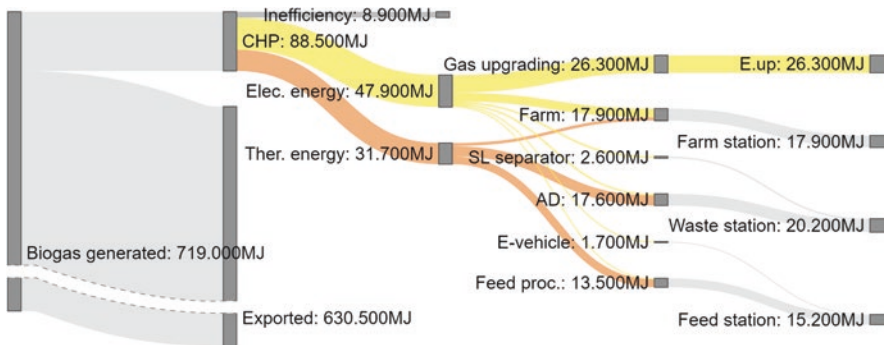 Inefficiency: 8.900MJ
CHP: 88.500MJ
Gas upgrading: 26.300MJ
E.up: 26.300MJ
Elec. energy: 47.900MJ
Farm: 17.900MJ
Farm station: 17.900MJ
Ther. energy: 31.700MJ
SL separator: 2.600MJ
AD: 17.600MJ
Waste station: 20.200MJ
Biogas generated: 719.000MJ
E-vehicle: 1.700MJ
Feed proc.: 13.500MJ
Exported: 630.500MJ
Feed station: 15.200MJ